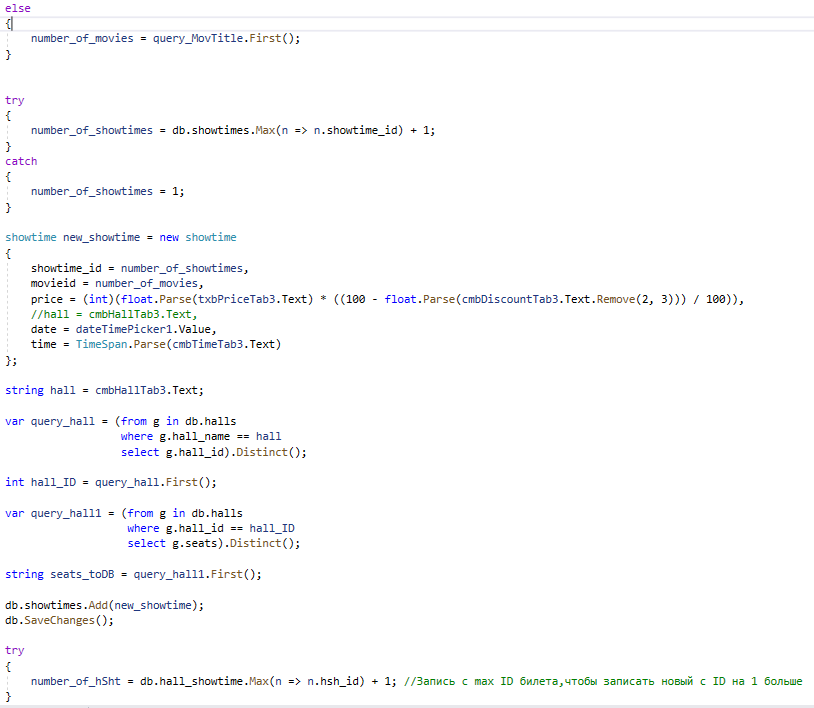 else
{
number_of_movies = query_MovTitle.First();
}
try
{
number_of_showtimes = db.showtimes.Max(n => n.showtime_id) + 1;
}
catch
{
number_of_showtimes = 1;
}
showtime new_showtime = new showtime
{
showtime_id = number_of_showtimes,
movieid = number_of_movies,
price = (int)(float.Parse(txbPriceTab3.Text) * ((100 - float.Parse(cmbDiscountTab3.Text.Remove(2, 3))) / 100)),
//hall = cmbHallTab3.Text,
date = dateTimePicker1.Value,
time = TimeSpan.Parse(cmbTimeTab3.Text)
};
string hall = cmbHallTab3.Text;
var query_hall = (from g in db.halls
where g.hall_name == hall
select g.hall_id).Distinct();
int hall_ID = query_hall.First();
var query_hall1 = (from g in db.halls
where g.hall_id == hall_ID
select g.seats).Distinct();
string seats_toDB = query_hall1.First();
db.showtimes.Add(new_showtime);
db.SaveChanges();
try
{
number_of_hSht = db.hall_showtime.Max(n => n.hsh_id) + 1; //Запись с max ID билета,чтобы записать новый с ID на 1 больше
}